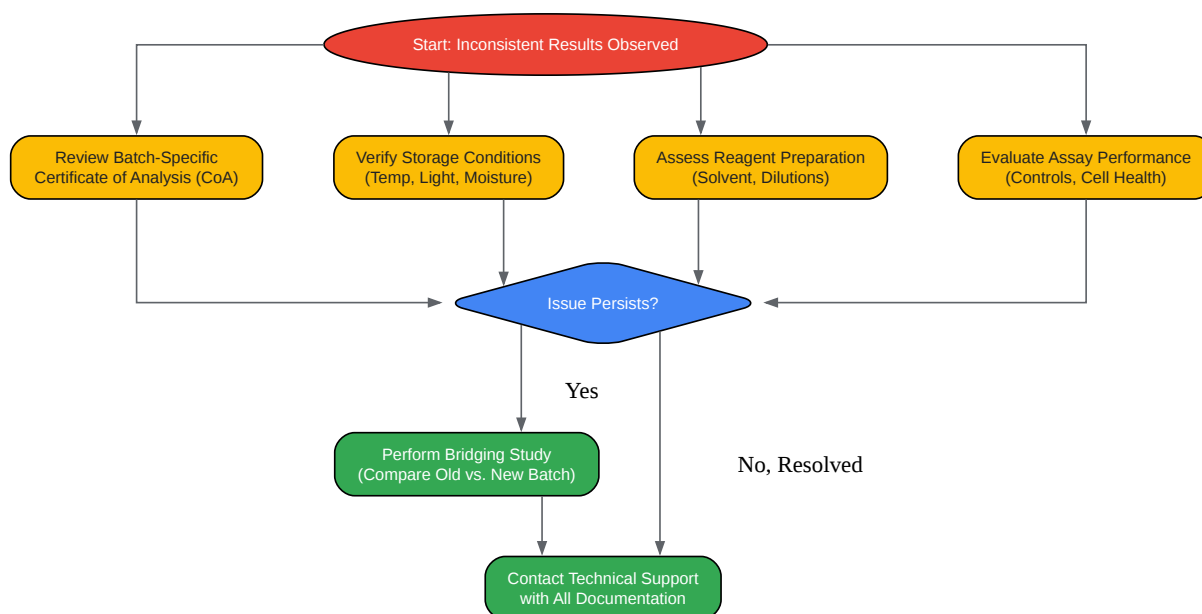 Start: Inconsistent Results Observed
Review Batch-Specific
Certificate of Analysis (CoA)
Verify Storage Conditions
(Temp, Light, Moisture)
Assess Reagent Preparation
(Solvent, Dilutions)
Evaluate Assay Performance
(Controls, Cell Health)
Issue Persists?
Yes
Perform Bridging Study
(Compare Old vs. New Batch)
No, Resolved
Contact Technical Support
with All Documentation